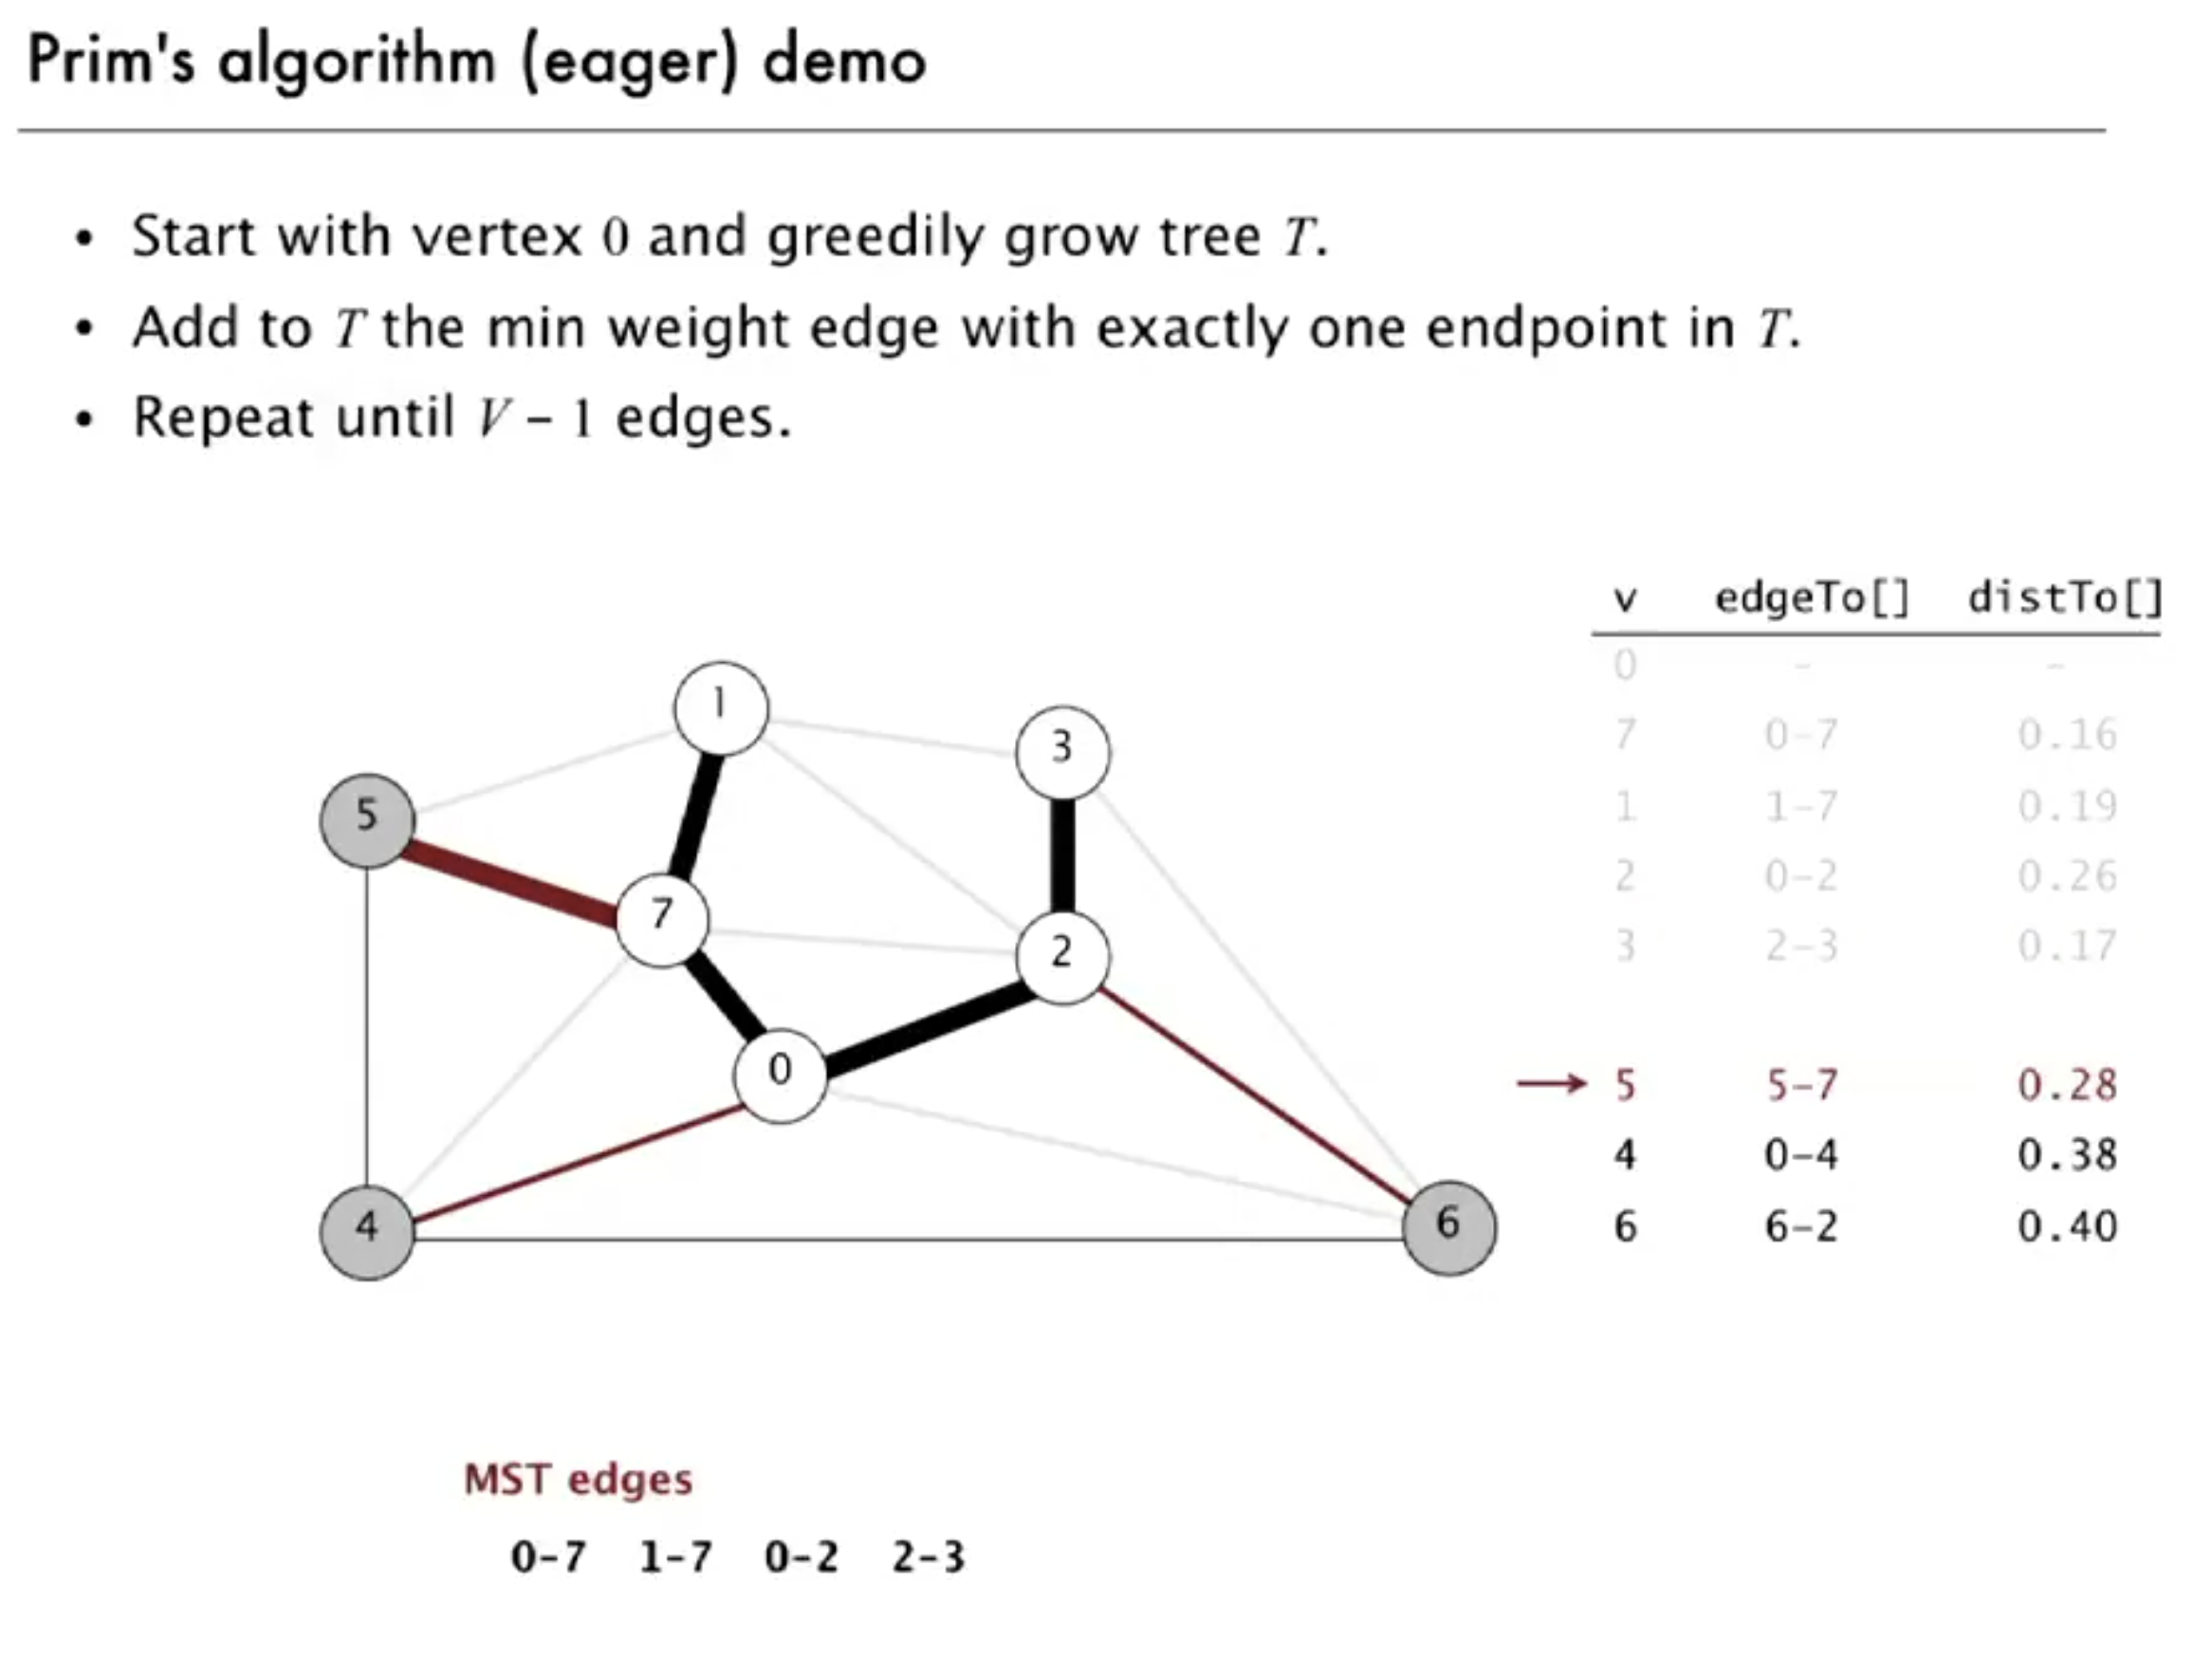 Prim's algorithm (eager) demo
• Start with vertex 0 and greedily grow tree T.
• Add to T the min weight edge with exactly one endpoint in T.
• Repeat until V – 1 edges.
v edgeTo[] distTo[]
0 – –
7 0–7 0.16
1 1–7 0.19
2 0–2 0.26
3 2–3 0.17
5 5–7 0.28
4 0–4 0.38
6 6–2 0.40
1
3
5
7
2
0
4
6
MST edges
0–7 1–7 0–2 2–3